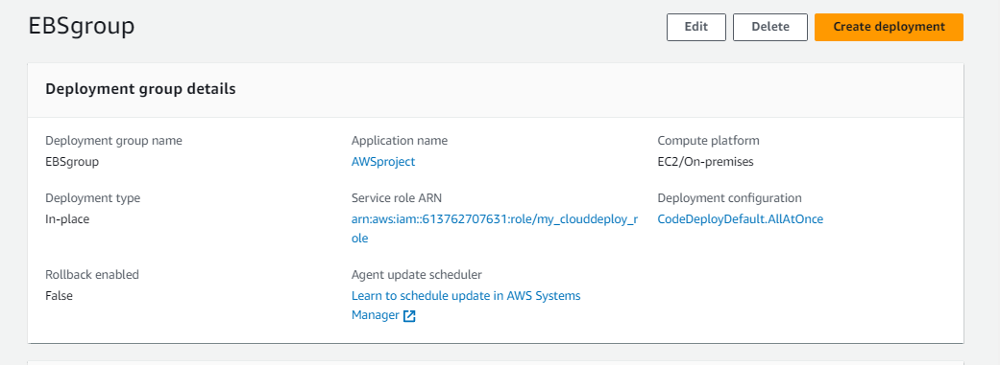 EBSgroup
Edit
Delete
Create deployment
Deployment group details
Deployment group name
EBSgroup
Application name
AWSproject
Compute platform
EC2/On-premises
Deployment type
In-place
Service role ARN
arn:aws:iam::613762707631:role/my_clouddeploy_r
ole
Deployment configuration
CodeDeployDefault.AllAtOnce
Rollback enabled
False
Agent update scheduler
Learn to schedule update in AWS Systems
Manager